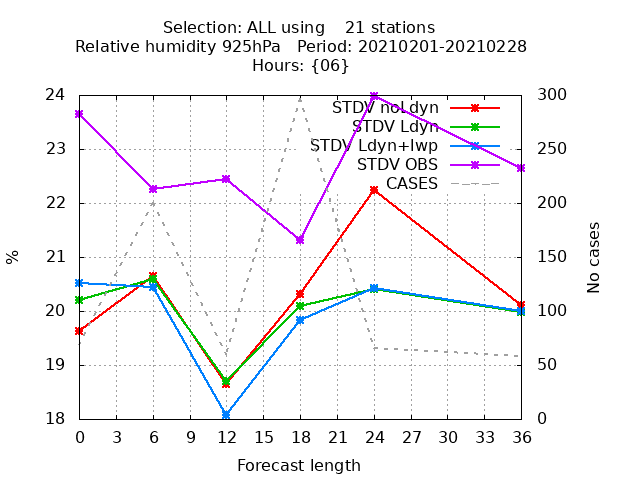 Selection: ALL using    21 stations
Relative humidity 925hPa   Period: 20210201-20210228
Hours: {06}
STDV noLdyn
STDV Ldyn
STDV Ldyn+lwp
STDV OBS
CASES
24
23
22
21
20
19
18
%
300
250
200
150
100
50
0
No cases
0 3 6 9 12 15 18 21 24 27 30 33 36
Forecast length